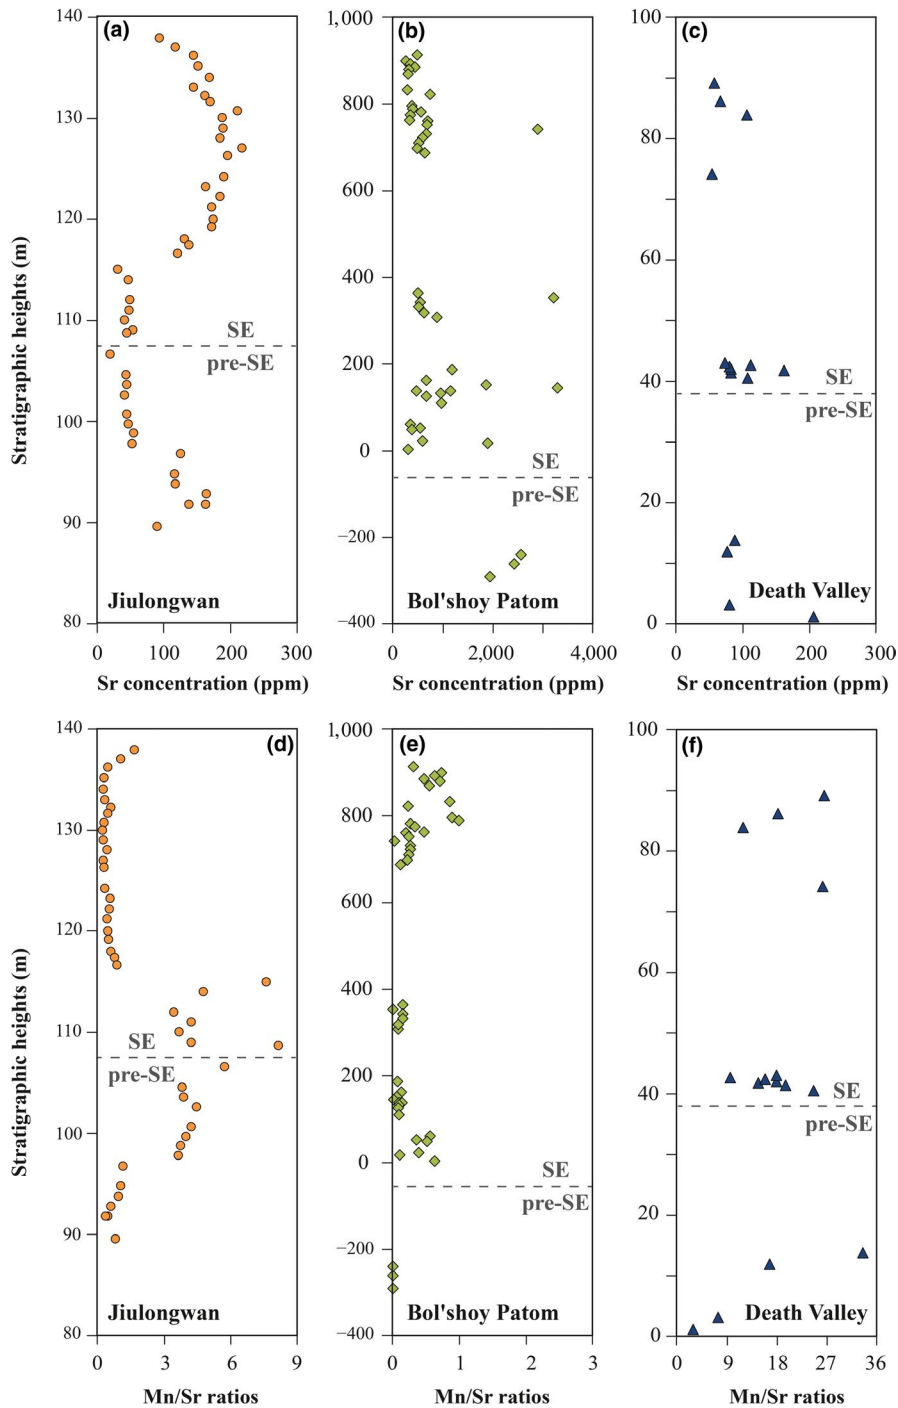 (a)
140
130
120
110
100
90
80
Stratigraphic heights (m)
SE
pre-SE
Jiulongwan
0 100 200 300
Sr concentration (ppm)
(b)
1,000
800
600
400
200
0
−200
−400
SE
pre-SE
Bol'shoy Patom
0 2,000 4,000
Sr concentration (ppm)
(c)
100
80
60
40
20
0
SE
pre-SE
Death Valley
0 100 200 300
Sr concentration (ppm)
(d)
140
130
120
110
100
90
80
Stratigraphic heights (m)
SE
pre-SE
Jiulongwan
0 3 6 9
Mn/Sr ratios
(e)
1,000
800
600
400
200
0
−200
−400
SE
pre-SE
Bol'shoy Patom
0 1 2 3
Mn/Sr ratios
(f)
100
80
60
40
20
0
SE
pre-SE
Death Valley
0 9 18 27 36
Mn/Sr ratios